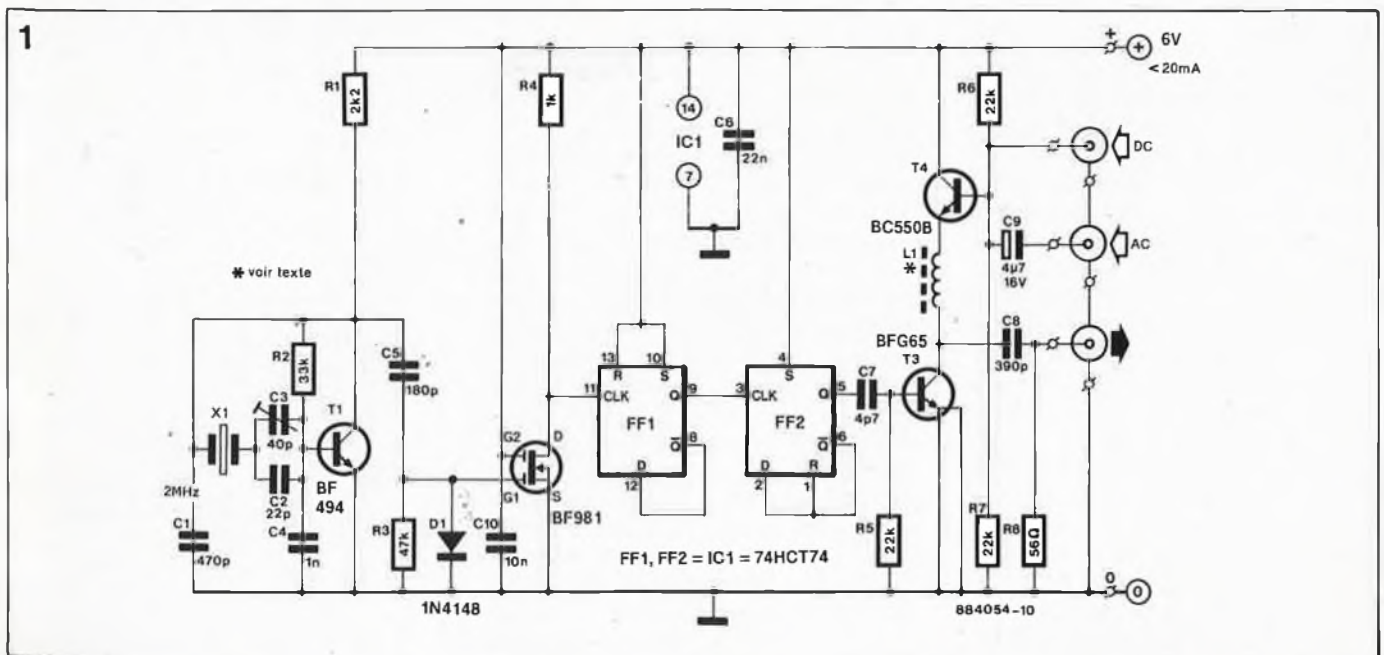 1
+
6V
<20mA
R1
2k2
R4
1k
14
IC1
7
C6
22n
R6
22k
DC
T4
BC550B
C9
4µ7
16V
AC
L1
*
* voir texte
R2
33k
C5
180p
C3
40p
X1
T1
BF
494
C2
22p
2MHz
C1
470p
C4
1n
R3
47k
D1
1N4148
G2
D
G1
S
BF981
C10
10n
13
R
10
S
11
CLK
Q
9
FF1
Q
8
D
12
4
S
3
CLK
Q
5
FF2
Q
6
D
R
2
1
C7
4p7
BFG65
T3
C8
390p
R5
22k
R7
22k
R8
56Ω
FF1, FF2 = IC1 = 74HCT74
884054-10
0
0